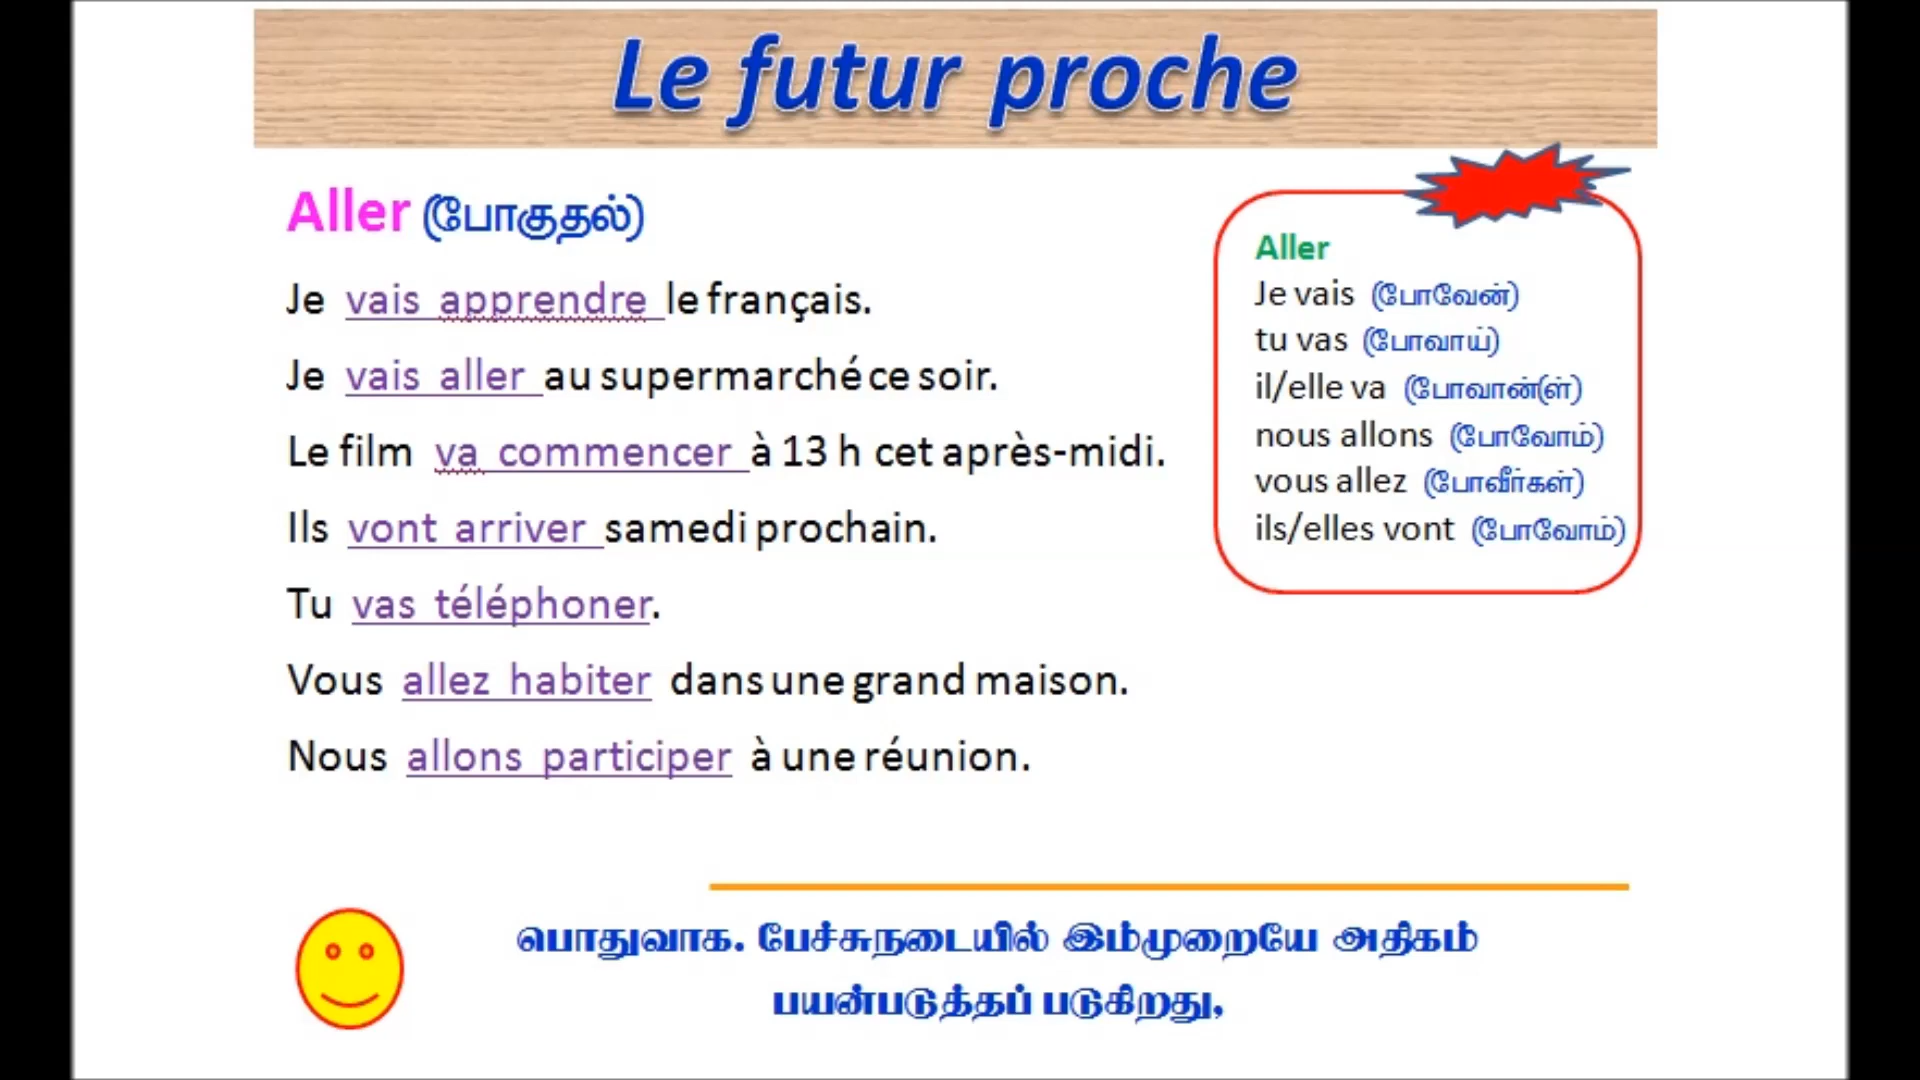 Le futur proche
Aller (போகுதல்)
Je vais apprendre le français.
Je vais aller au supermarché ce soir.
Le film va commencer à 13 h cet après-midi.
Ils vont arriver samedi prochain.
Tu vas téléphoner.
Vous allez habiter dans une grand maison.
Nous allons participer à une réunion.
Aller
Je vais (போவேன்)
tu vas (போவாய்)
il/elle va (போவான்(ள்)
nous allons (போவோம்)
vous allez (போவீர்கள்)
ils/elles vont (போவோம்)
பொதுவாக. பேச்சுநடையில் இம்முறையே அதிகம்
பயன்படுத்தப் படுகிறது,